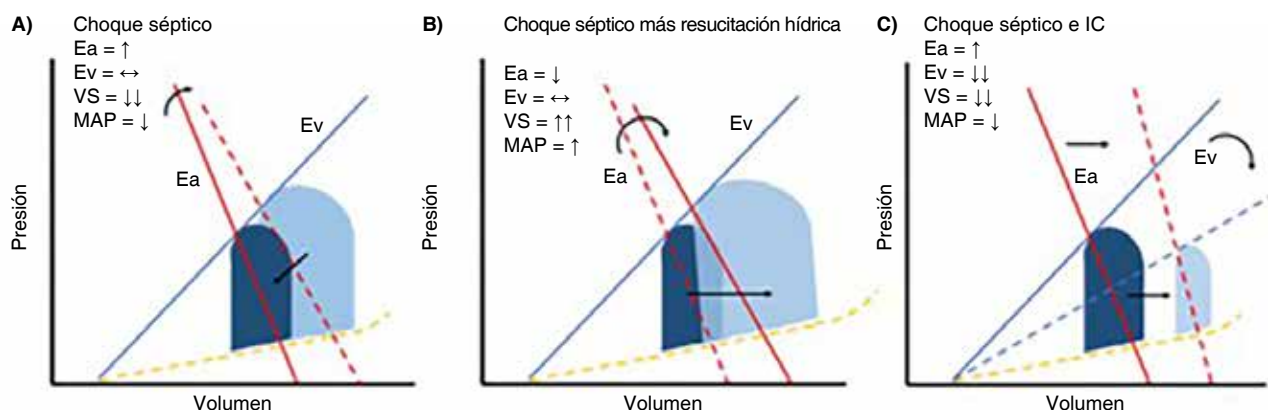 A) Choque séptico
Ea = ↑
Ev = ↔
VS = ↓↓
MAP = ↓
Ev
Ea
Presión
Volumen
B) Choque séptico más resucitación hídrica
Ea = ↓
Ev = ↔
VS = ↑↑
MAP = ↑
Ev
Ea
Presión
Volumen
C) Choque séptico e IC
Ea = ↑
Ev = ↓↓
VS = ↓↓
MAP = ↓
Ev
Ea
Presión
Volumen